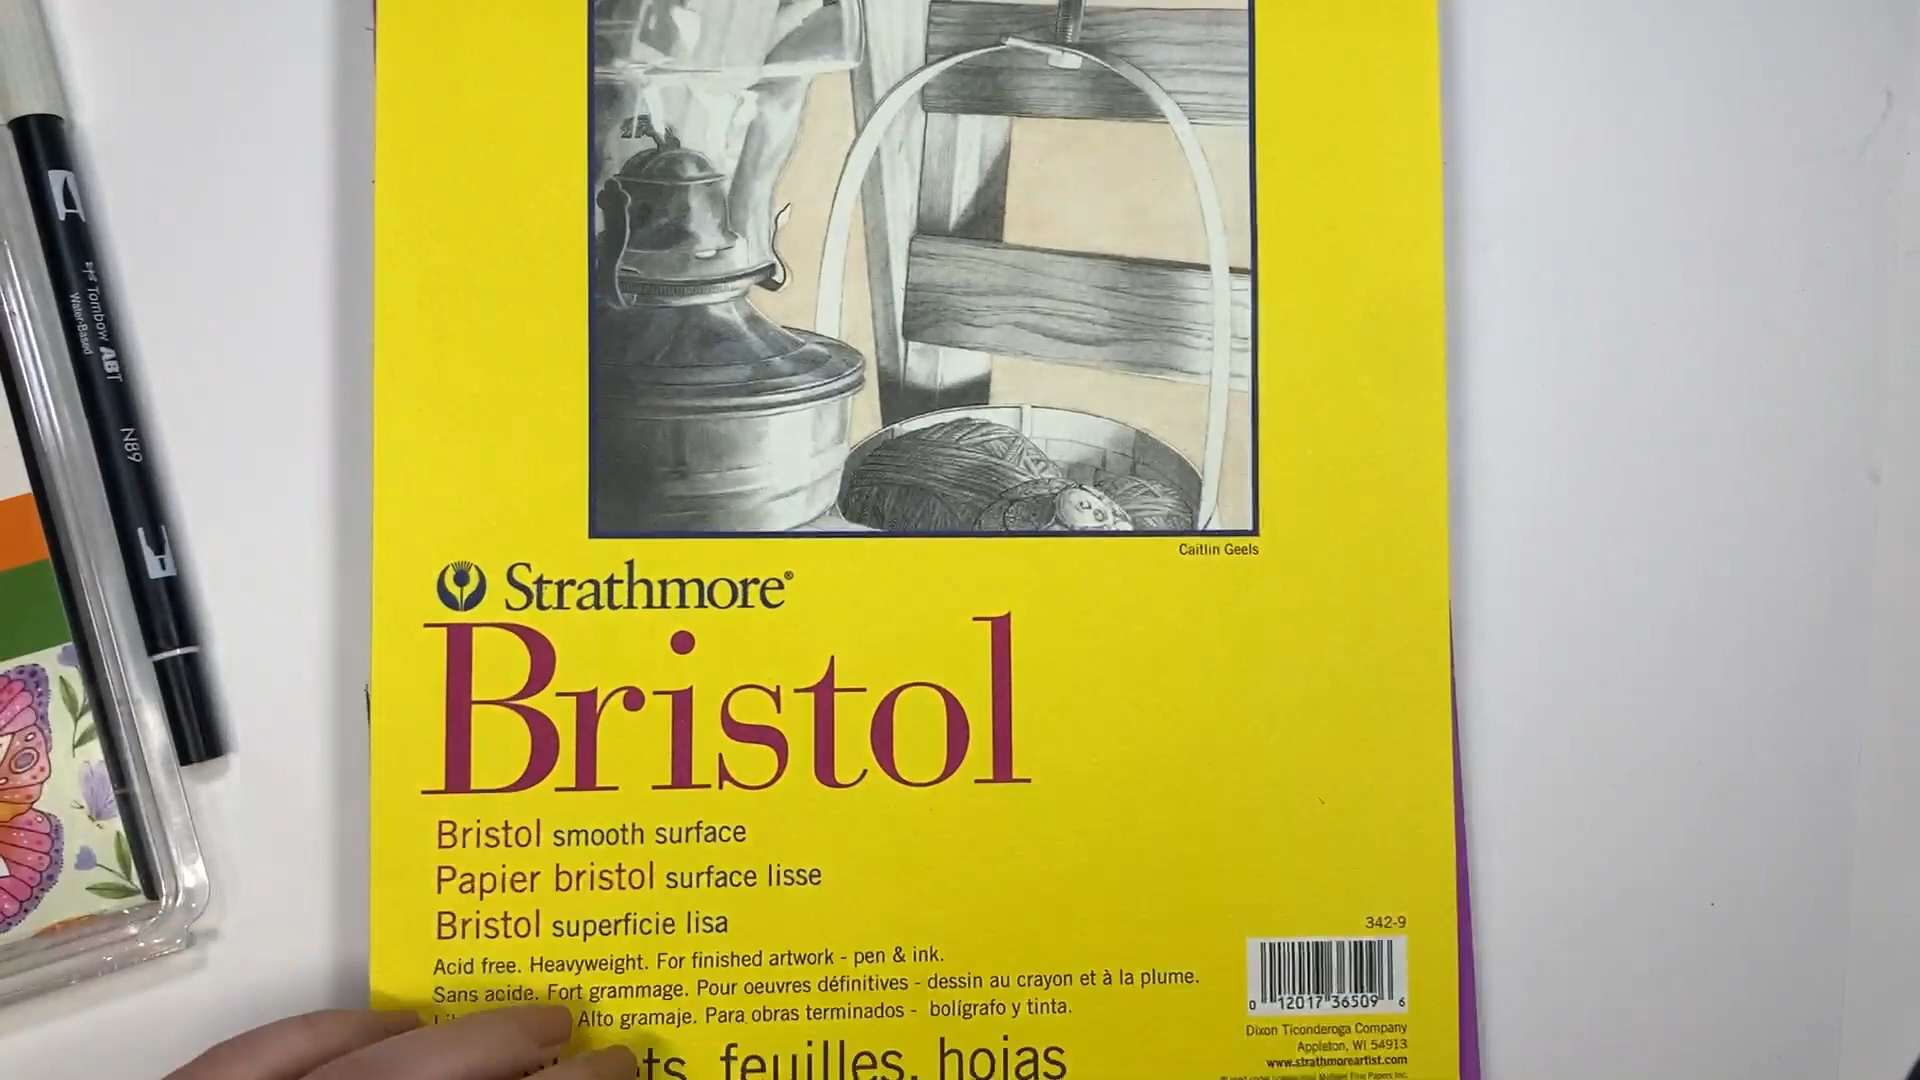 Tombow ABT
Water-Based
N89
Caitlin Geels
Strathmore®
Bristol
Bristol smooth surface
Papier bristol surface lisse
Bristol superficie lisa
Acid free. Heavyweight. For finished artwork - pen & ink.
Sans acide. Fort grammage. Pour oeuvres définitives - dessin au crayon et à la plume.
Alto gramaje. Para obras terminados - bolígrafo y tinta.
feuilles, hojas
342-9
0 12017 36509 6
Dixon Ticonderoga Company
Appleton, WI 54913
www.strathmoreartist.com